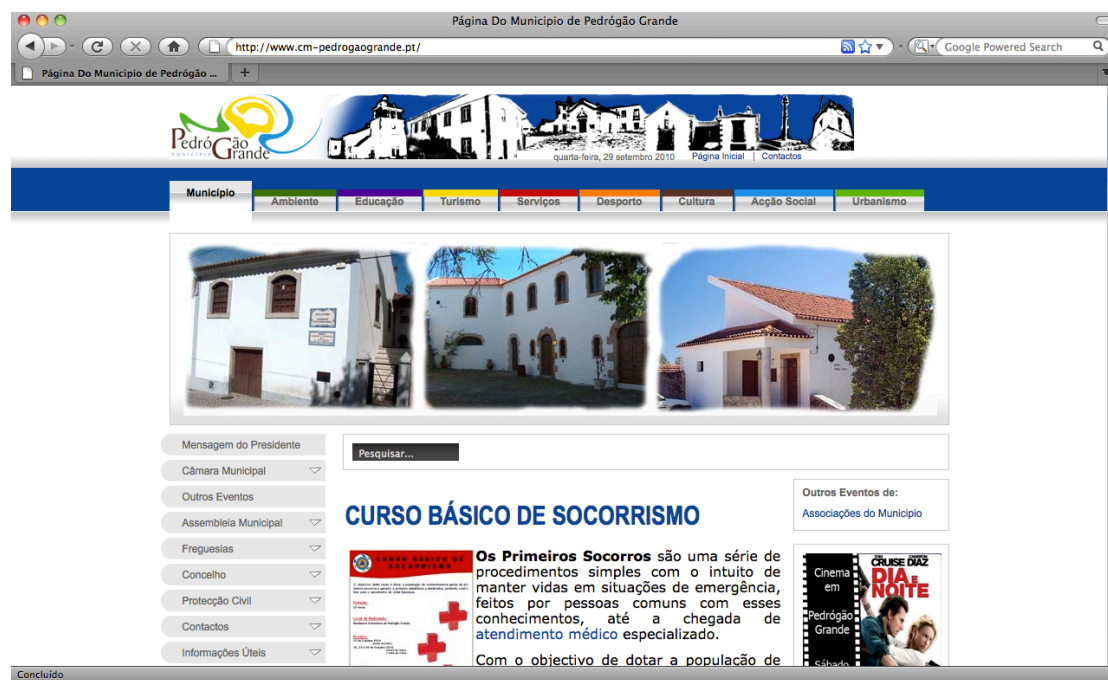 Página Do Municipio de Pedrógão Grande
http://www.cm-pedrogaogrande.pt/
Google Powered Search
Página Do Municipio de Pedrógão ...
Pedrógão
Grande
MUNICIPIO
quarta-feira, 29 setembro 2010 Página Inicial | Contactos
Município Ambiente Educação Turismo Serviços Desporto Cultura Acção Social Urbanismo
Mensagem do Presidente
Câmara Municipal
Outros Eventos
Assembleia Municipal
Freguesias
Concelho
Protecção Civil
Contactos
Informações Úteis
Pesquisar...
CURSO BÁSICO DE SOCORRISMO
CURSO BÁSICO DE
SOCORRISMO
Os Primeiros Socorros são uma série de
procedimentos simples com o intuito de
manter vidas em situações de emergência,
feitos por pessoas comuns com esses
conhecimentos, até a chegada de
atendimento médico especializado.
Com o objectivo de dotar a população de
Outros Eventos de:
Associações do Municipio
Cinema
em
Pedrógão
Grande
Sábado
TOM CRUISE CAMERON DIAZ
DIA E
NOITE
Concluído